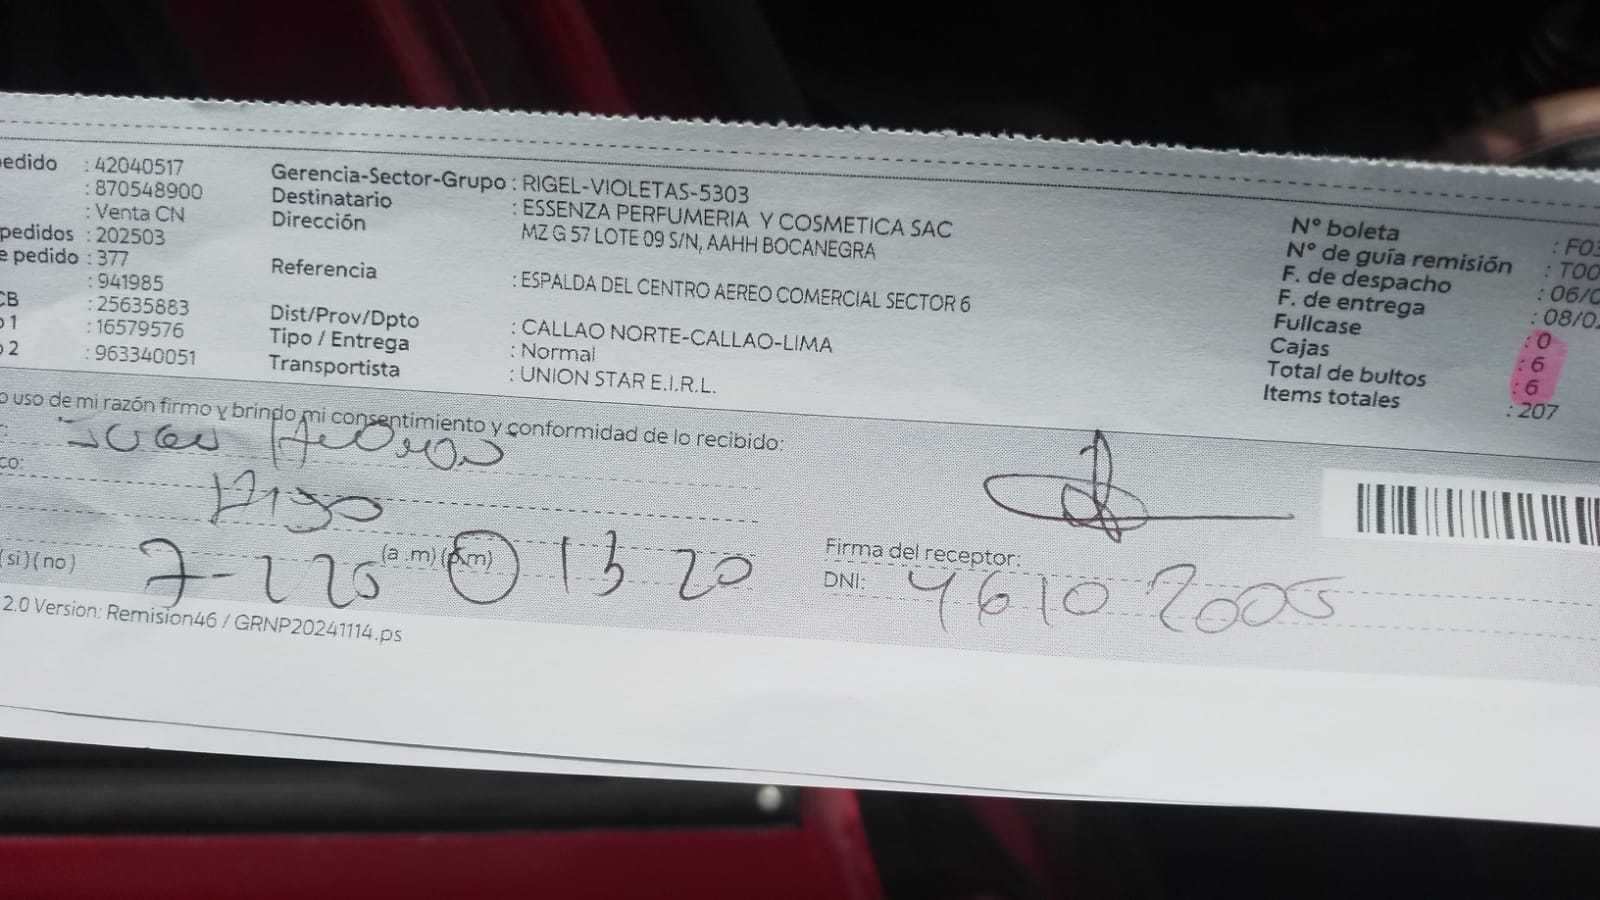 edido : 42040517
: 870548900
: Venta CN
pedidos : 202503
e pedido : 377
: 941985
CB : 25635883
o 1 : 16579576
o 2 : 963340051
Gerencia-Sector-Grupo : RIGEL-VIOLETAS-5303
Destinatario : ESSENZA PERFUMERIA Y COSMETICA SAC
Dirección MZ G 57 LOTE 09 S/N, AAHH BOCANEGRA
Referencia : ESPALDA DEL CENTRO AEREO COMERCIAL SECTOR 6
Dist/Prov/Dpto : CALLAO NORTE-CALLAO-LIMA
Tipo / Entrega : Normal
Transportista : UNION STAR E.I.R.L.
N° boleta : F03
N° de guía remisión : T00
F. de despacho : 06/0
F. de entrega : 08/02
Fullcase : 0
Cajas : 6
Total de bultos : 6
Items totales : 207
o uso de mi razón firmo y brindo mi consentimiento y conformidad de lo recibido:
co:
(si)(no) (a.m)(p.m) 13 20
Firma del receptor:
DNI: 46102005
2.0 Version: Remision46 / GRNP20241114.ps